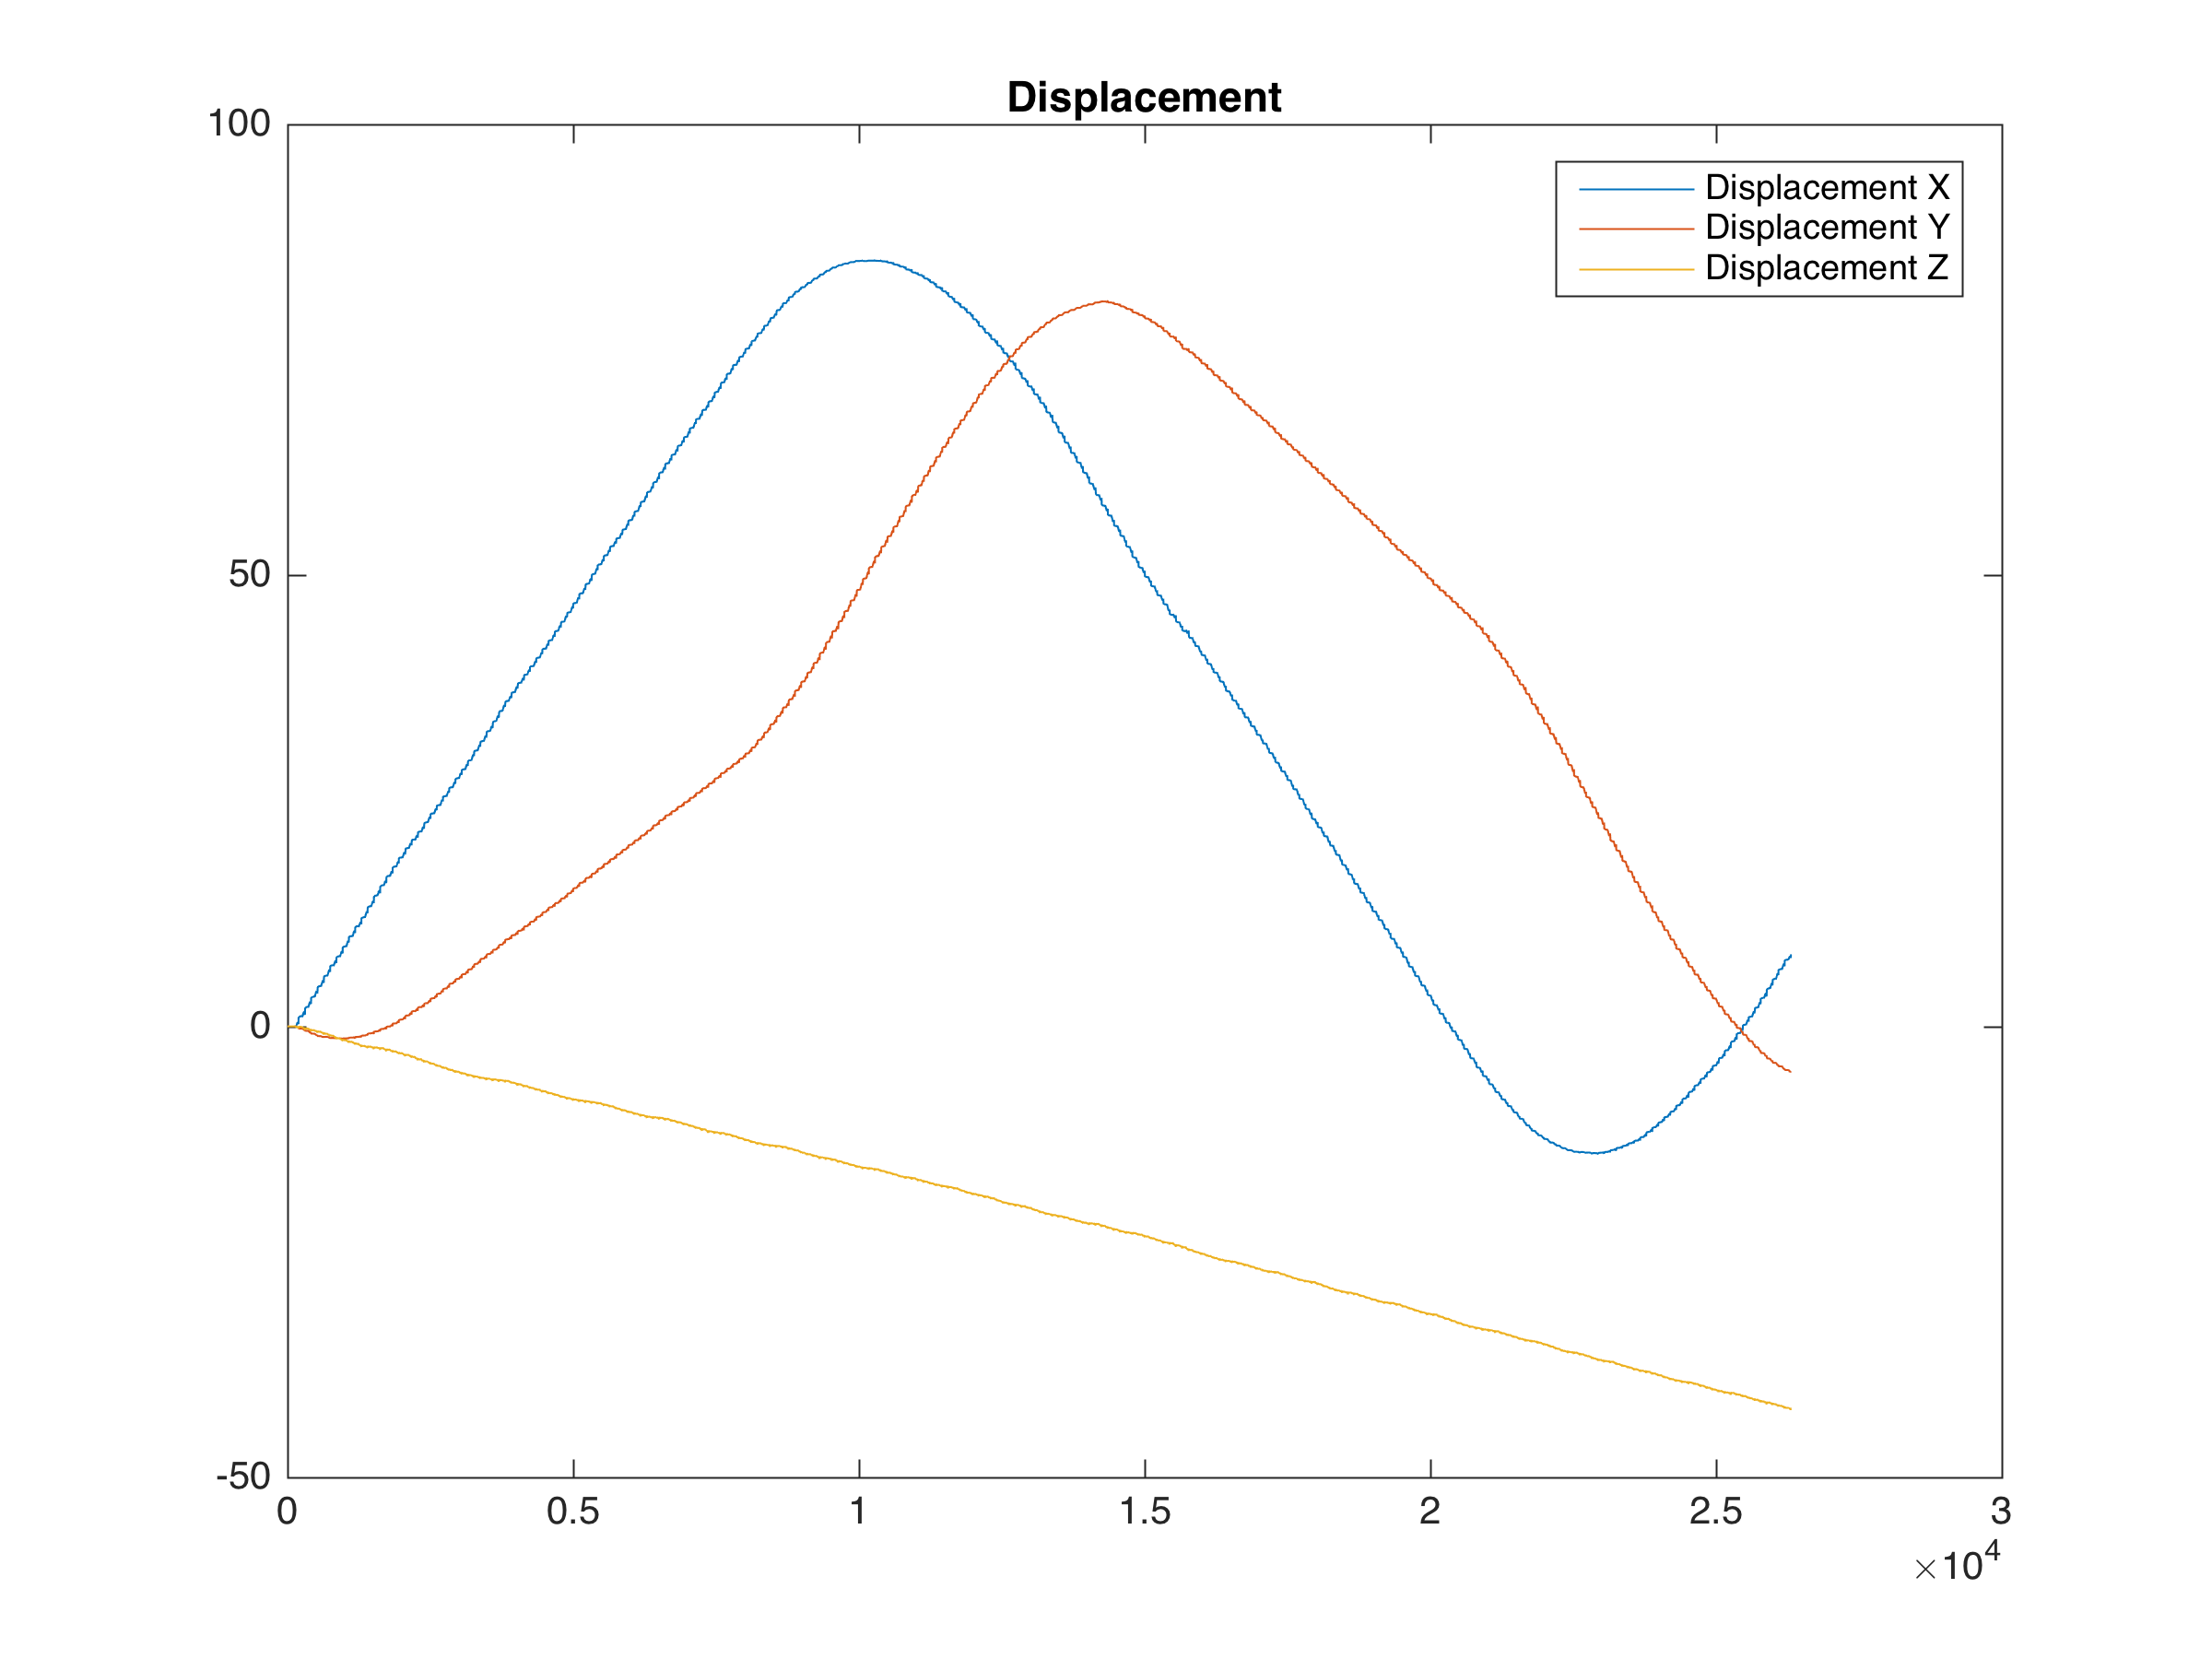 Displacement
100
50
0
-50
Displacement X
Displacement Y
Displacement Z
0 0.5 1 1.5 2 2.5 3
×10⁴